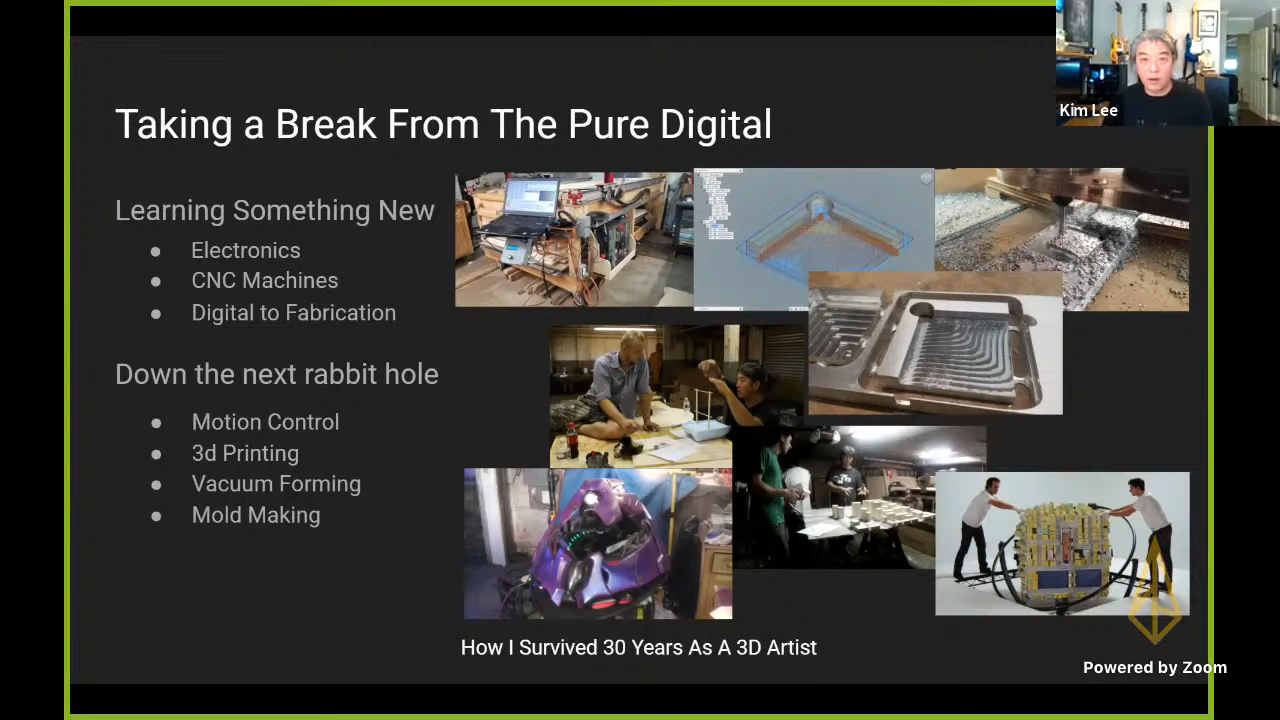 Kim Lee
Taking a Break From The Pure Digital
Learning Something New
● Electronics
● CNC Machines
● Digital to Fabrication
Down the next rabbit hole
● Motion Control
● 3d Printing
● Vacuum Forming
● Mold Making
How I Survived 30 Years As A 3D Artist
Powered by Zoom